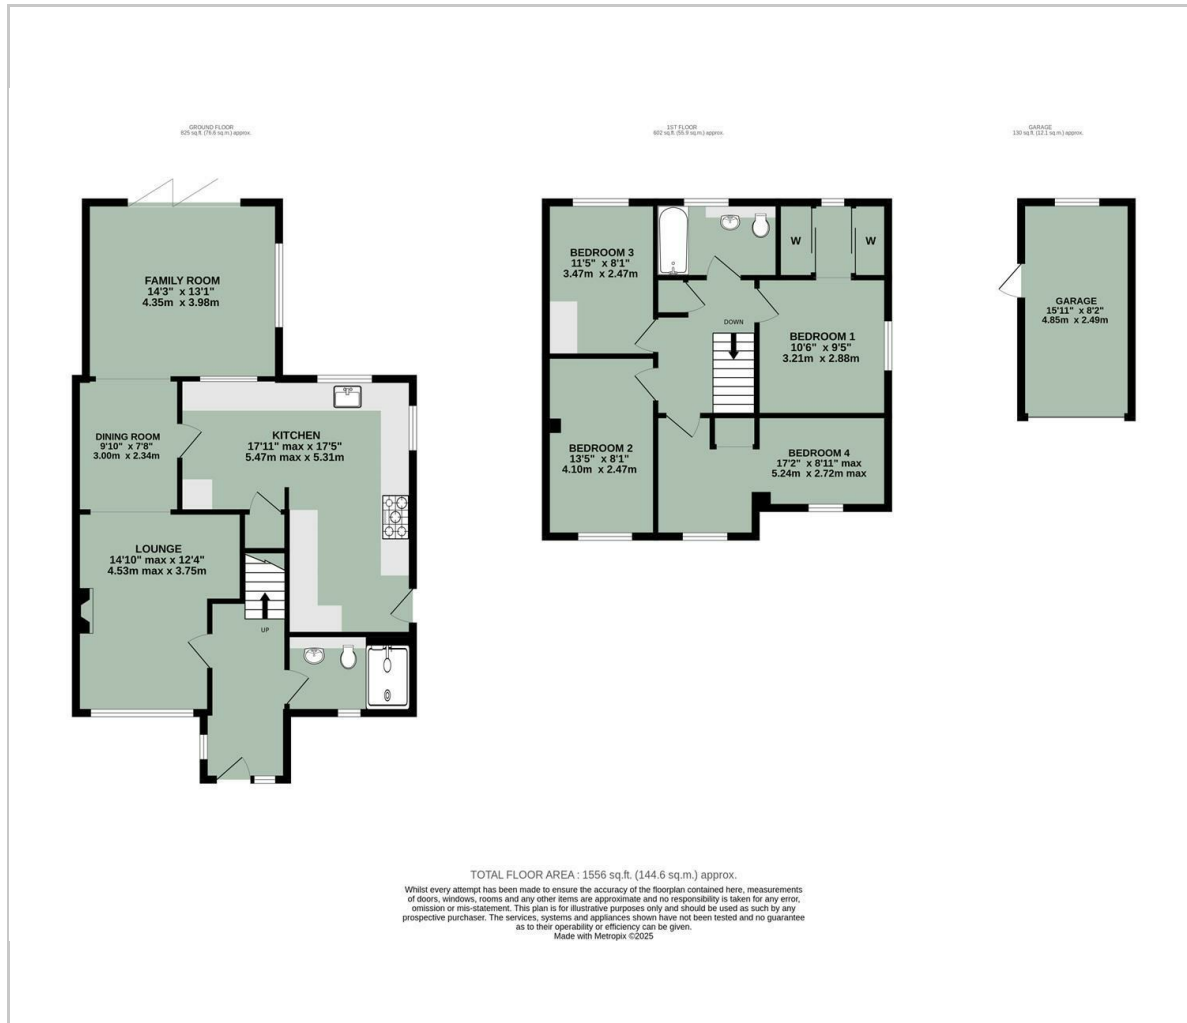 GROUND FLOOR
825 sq.ft. (76.6 sq.m.) approx.
FAMILY ROOM
14'3" x 13'1"
4.35m x 3.98m
DINING ROOM
9'10" x 7'8"
3.00m x 2.34m
KITCHEN
17'11" max x 17'5"
5.47m max x 5.31m
LOUNGE
14'10" max x 12'4"
4.53m max x 3.75m
UP
1ST FLOOR
602 sq.ft. (55.9 sq.m.) approx.
BEDROOM 3
11'5" x 8'1"
3.47m x 2.47m
W
W
DOWN
BEDROOM 1
10'6" x 9'5"
3.21m x 2.88m
BEDROOM 2
13'5" x 8'1"
4.10m x 2.47m
BEDROOM 4
17'2" x 8'11" max
5.24m x 2.72m max
GARAGE
130 sq.ft. (12.1 sq.m.) approx.
GARAGE
15'11" x 8'2"
4.85m x 2.49m
TOTAL FLOOR AREA : 1556 sq.ft. (144.6 sq.m.) approx.
Whilst every attempt has been made to ensure the accuracy of the floorplan contained here, measurements
of doors, windows, rooms and any other items are approximate and no responsibility is taken for any error,
omission or mis-statement. This plan is for illustrative purposes only and should be used as such by any
prospective purchaser. The services, systems and appliances shown have not been tested and no guarantee
as to their operability or efficiency can be given.
Made with Metropix ©2025